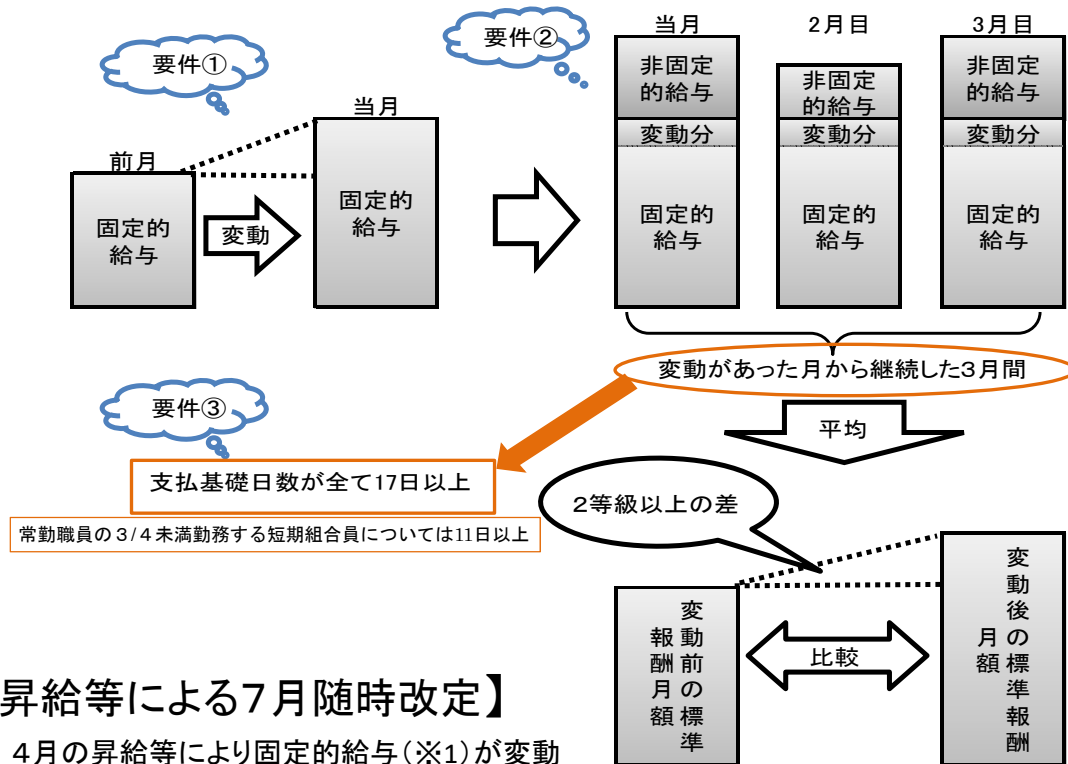 要件①
前月
当月
固定的
給与
変動
固定的
給与
要件②
当月
2月目
3月目
非固定
的給与
非固定
的給与
非固定
的給与
変動分
変動分
変動分
固定的
給与
固定的
給与
固定的
給与
変動があった月から継続した3月間
平均
要件③
支払基礎日数が全て17日以上
常勤職員の3/4未満勤務する短期組合員については11日以上
2等級以上の差
変動前の標準
報酬月額
比較
変動後の標準報酬
月額
昇給等による7月随時改定】
4月の昇給等により固定的給与(※1)が変動